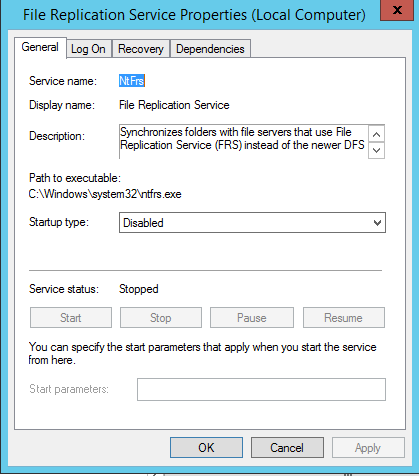 File Replication Service Properties (Local Computer)
x
General Log On Recovery Dependencies
Service name: NtFrs
Display name: File Replication Service
Description: Synchronizes folders with file servers that use File
Replication Service (FRS) instead of the newer DFS
Path to executable:
C:\Windows\system32\ntfrs.exe
Startup type: Disabled
Service status: Stopped
Start Stop Pause Resume
You can specify the start parameters that apply when you start the service
from here.
Start parameters:
OK Cancel Apply